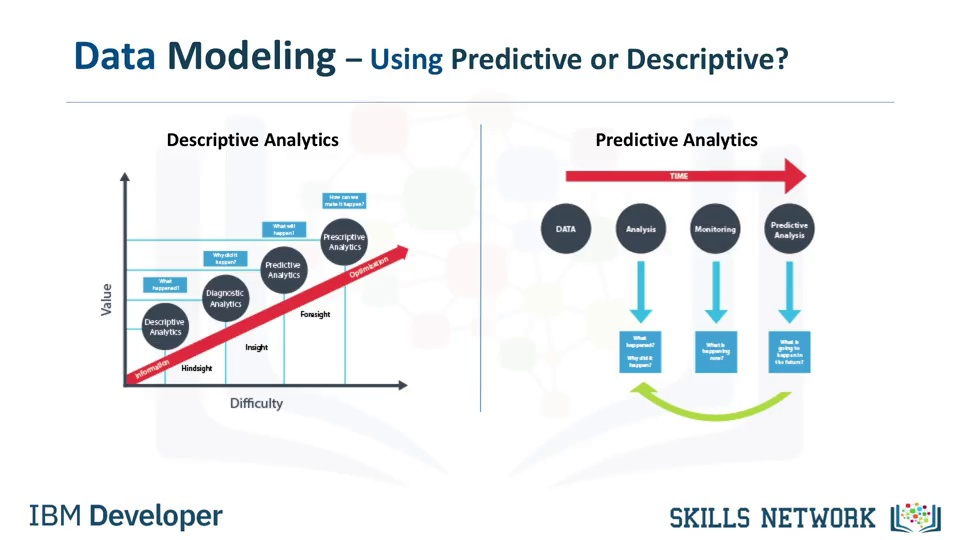 Data Modeling – Using Predictive or Descriptive?
Descriptive Analytics
How can we
make it happen?
What will
happen?
Prescriptive
Analytics
Why did it
happen?
Predictive
Analytics
Optimization
What
happened?
Diagnostic
Analytics
Foresight
Value
Descriptive
Analytics
Insight
Information
Hindsight
Difficulty
Predictive Analytics
TIME
DATA
Analysis
Monitoring
Predictive
Analysis
What
happened?
Why did it
happen?
What is
happening
now?
What is
going to
happen in
the future?
IBM Developer
SKILLS NETWORK